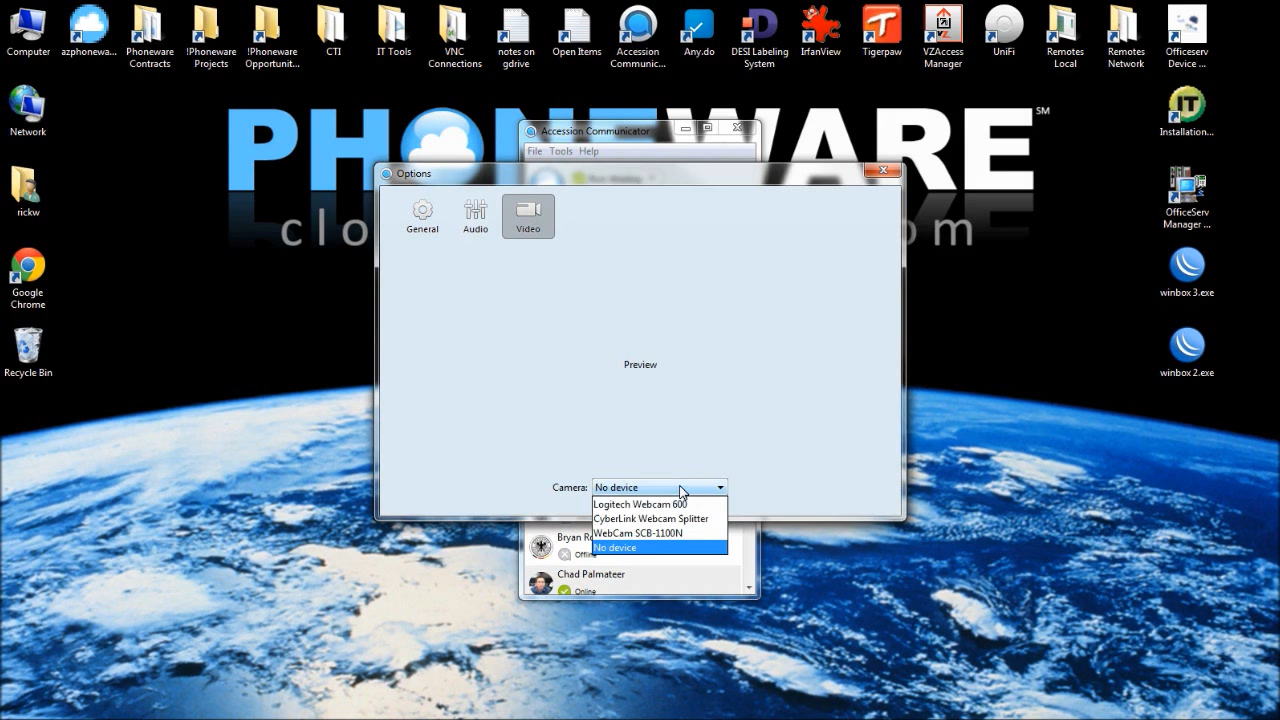 Computer
azphonewa...
Phoneware
Contracts
!Phoneware
Projects
!Phoneware
Opportunit...
CTI
IT Tools
VNC
Connections
notes on
gdrive
Open Items
Accession
Communic...
Any.do
DESI Labeling
System
IrfanView
Tigerpaw
VZAccess
Manager
UniFi
Remotes
Local
Remotes
Network
Officeserv
Device ...
Network
rickw
Google
Chrome
Recycle Bin
IT
Installation...
OfficeServ
Manager ...
winbox 3.exe
winbox 2.exe
PHONEWARE SM
clo
om
Accession Communicator
File Tools Help
Options
General
Audio
Video
Preview
Camera: No device
Logitech Webcam 600
CyberLink Webcam Splitter
WebCam SCB-1100N
No device
Bryan
Offline
Chad Palmateer
Online